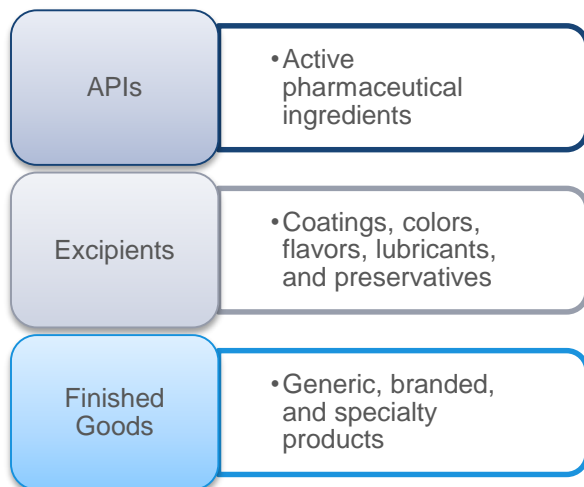 APIs
•Active
pharmaceutical
ingredients
Excipients
•Coatings, colors,
flavors, lubricants,
and preservatives
Finished
Goods
•Generic, branded,
and specialty
products